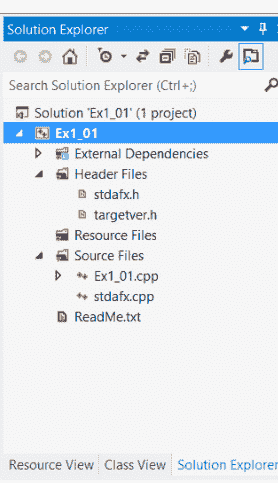 Solution Explorer
Search Solution Explorer (Ctrl+;)
Solution 'Ex1_01' (1 project)
Ex1_01
External Dependencies
Header Files
stdafx.h
targetver.h
Resource Files
Source Files
Ex1_01.cpp
stdafx.cpp
ReadMe.txt
Resource View Class View Solution Explorer